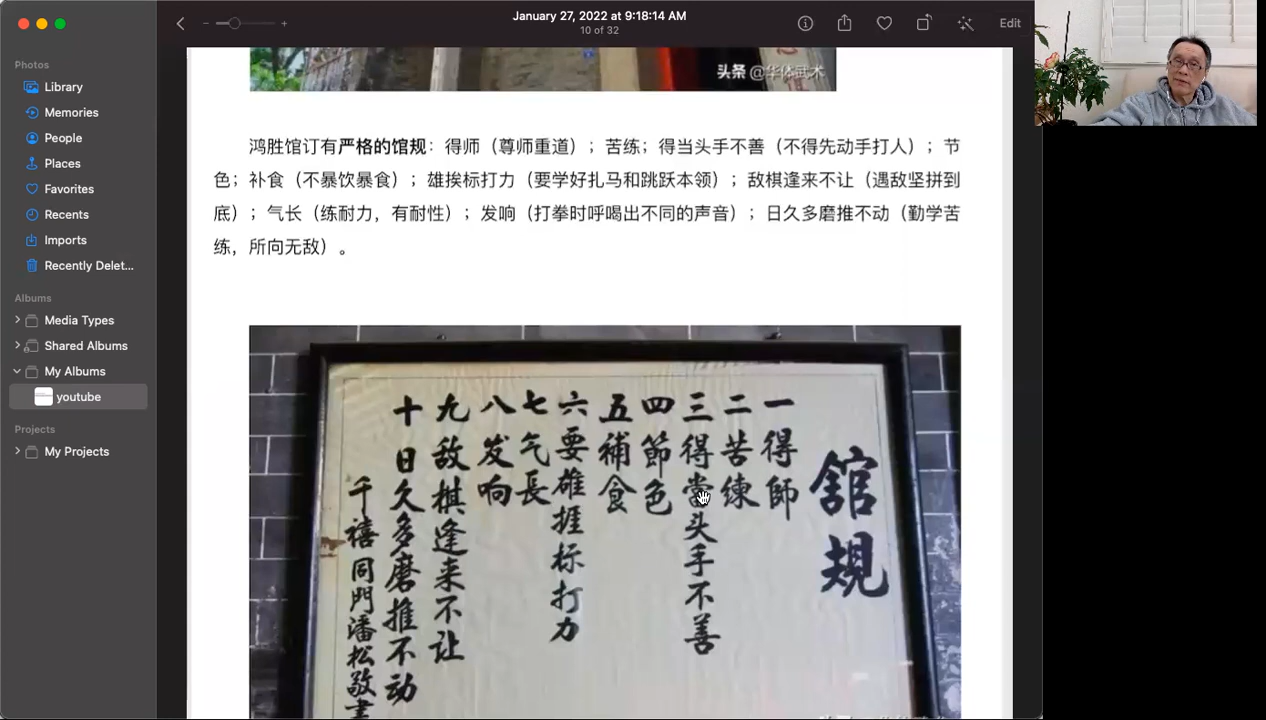 January 27, 2022 at 9:18:14 AM
10 of 32
Edit
Photos
Library
Memories
People
Places
Favorites
Recents
Imports
Recently Delet...
Albums
Media Types
Shared Albums
My Albums
youtube
Projects
My Projects
头条 @华体武术
鸿胜馆订有严格的馆规：得师（尊师重道）；苦练；得当头手不善（不得先动手打人）；节
色；补食（不暴饮暴食）；雄挨标打力（要学好扎马和跳跃本领）；敌棋逢来不让（遇敌坚拼到
底）；气长（练耐力，有耐性）；发响（打拳时呼喝出不同的声音）；日久多磨推不动（勤学苦
练，所向无敌）。
舘規
一得師
二苦練
三得當头手不善
四節色
五補食
六要雄捱标打力
七气長
八发响
九敌棋逢来不让
十日久多磨推不动
千禧同門潘松敬書